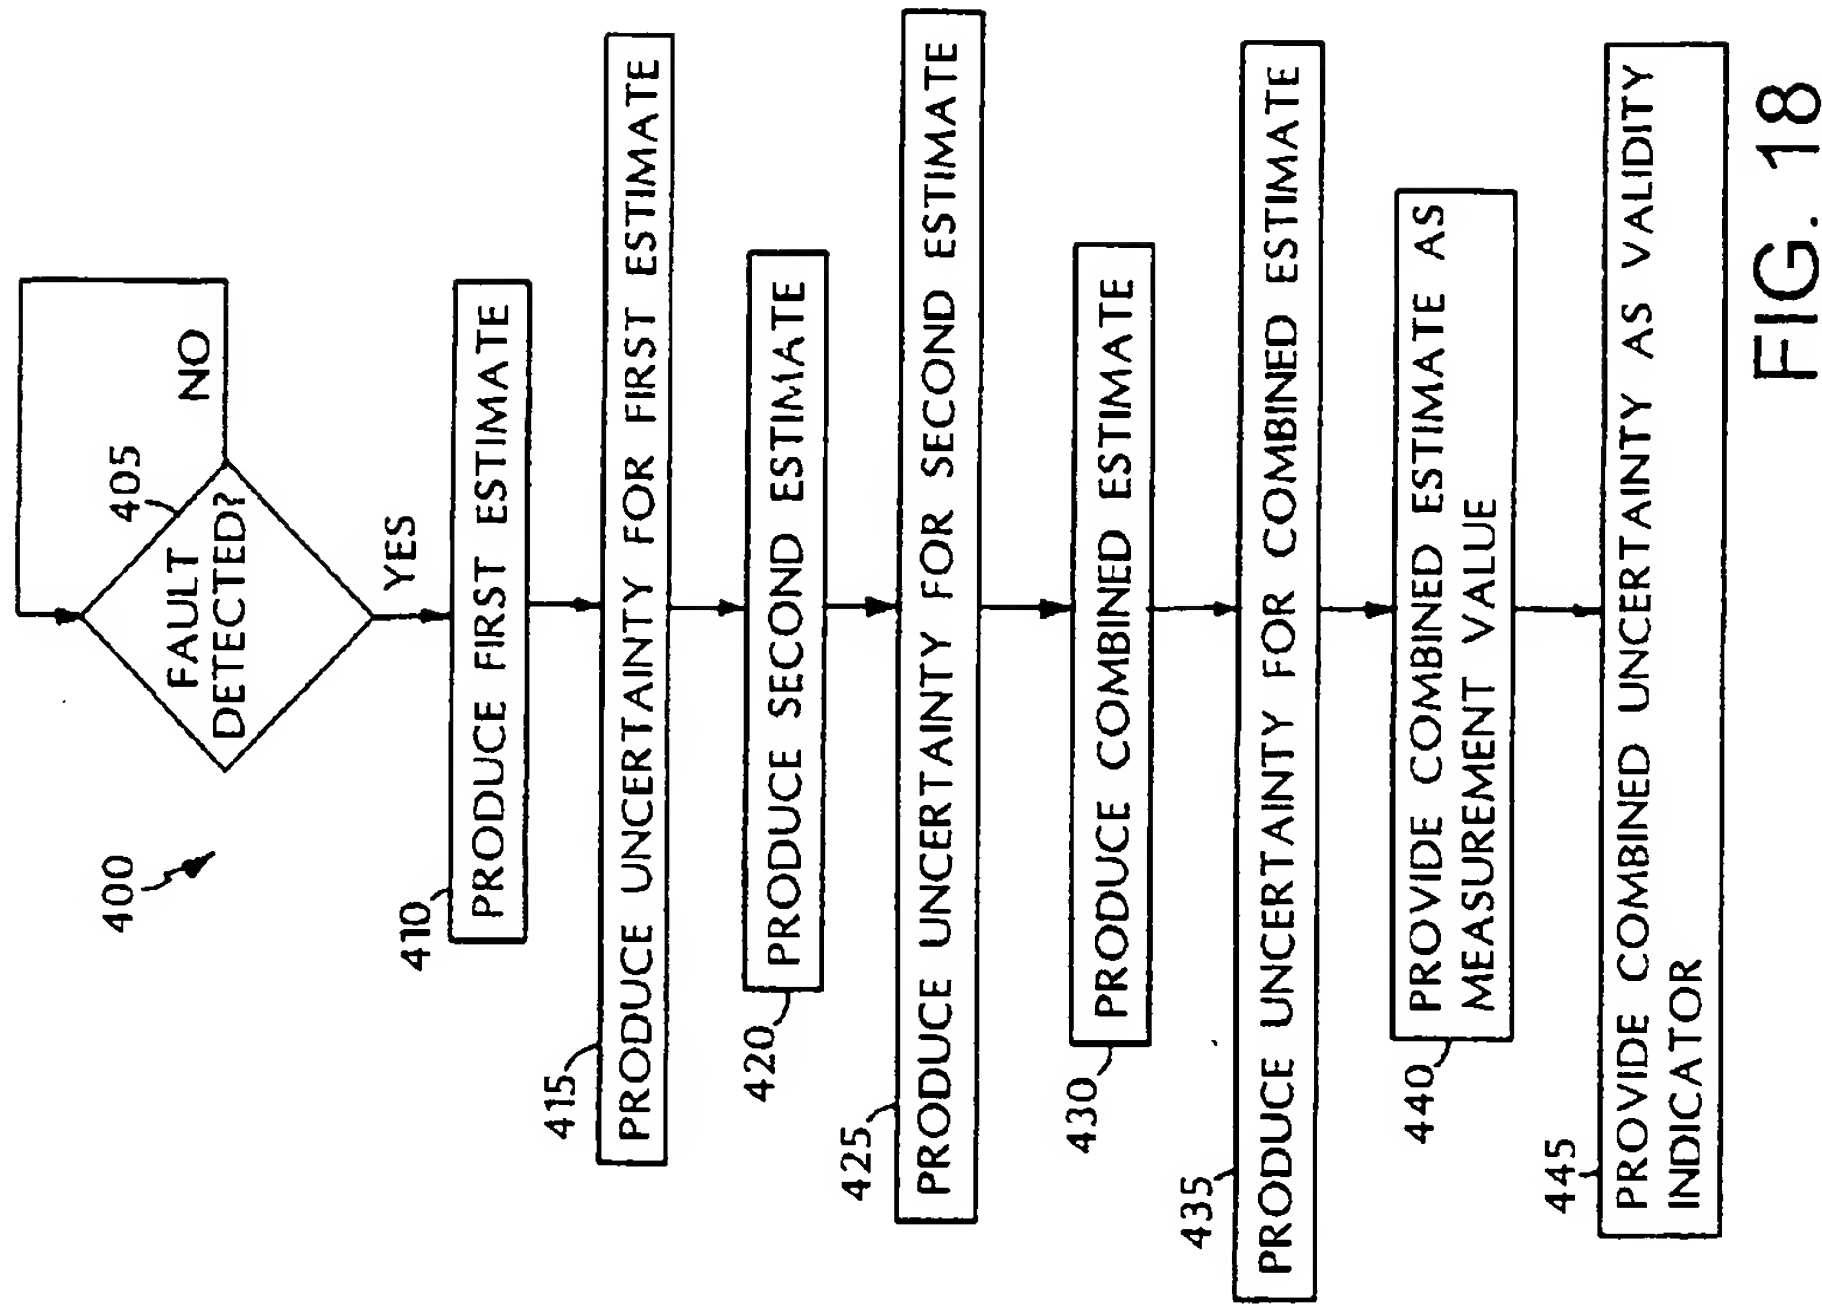 400
FAULT
DETECTED?
405
NO
YES
410
PRODUCE FIRST ESTIMATE
415
PRODUCE UNCERTAINTY FOR FIRST ESTIMATE
420
PRODUCE SECOND ESTIMATE
425
PRODUCE UNCERTAINTY FOR SECOND ESTIMATE
430
PRODUCE COMBINED ESTIMATE
435
PRODUCE UNCERTAINTY FOR COMBINED ESTIMATE
440
PROVIDE COMBINED ESTIMATE AS
MEASUREMENT VALUE
445
PROVIDE COMBINED UNCERTAINTY AS VALIDITY
INDICATOR
FIG. 18